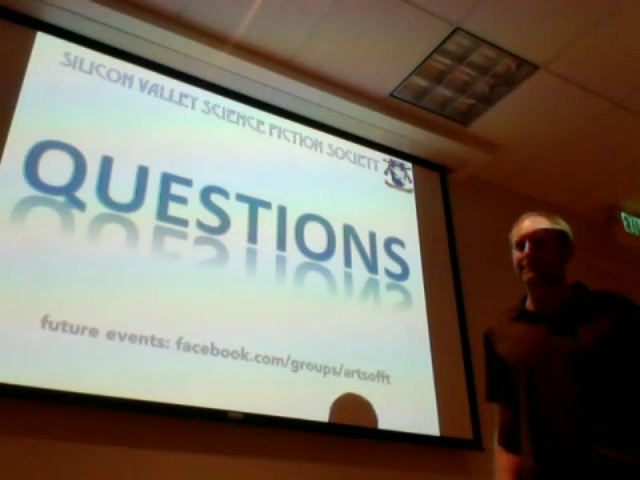 SILICON VALLEY SCIENCE FICTION SOCIETY
QUESTIONS
future events: facebook.com/groups/artsofft